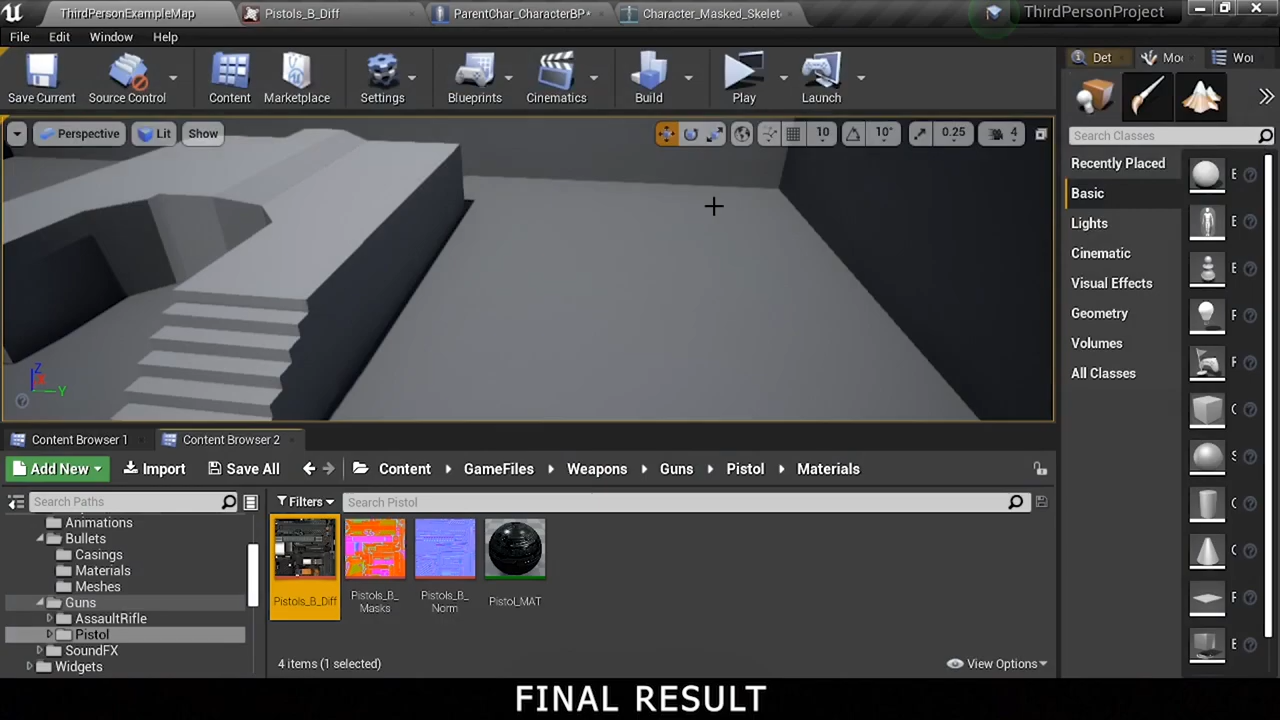 ThirdPersonExampleMap
Pistols_B_Diff
ParentChar_CharacterBP*
Character_Masked_Skelet
ThirdPersonProject
File Edit Window Help
Save Current
Source Control
Content
Marketplace
Settings
Blueprints
Cinematics
Build
Play
Launch
Det
Mo
Wo
Perspective
Lit
Show
10
10°
0.25
4
Search Classes
Recently Placed
Basic
Lights
Cinematic
Visual Effects
Geometry
Volumes
All Classes
E
E
E
F
F
C
S
C
C
F
E
Z
Y
Content Browser 1
Content Browser 2
Add New
Import
Save All
Content
GameFiles
Weapons
Guns
Pistol
Materials
Search Paths
Filters
Search Pistol
Animations
Bullets
Casings
Materials
Meshes
Guns
AssaultRifle
Pistol
SoundFX
Widgets
Pistols_B_Diff
Pistols_B_
Masks
Pistols_B_
Norm
Pistol_MAT
4 items (1 selected)
View Options
FINAL RESULT